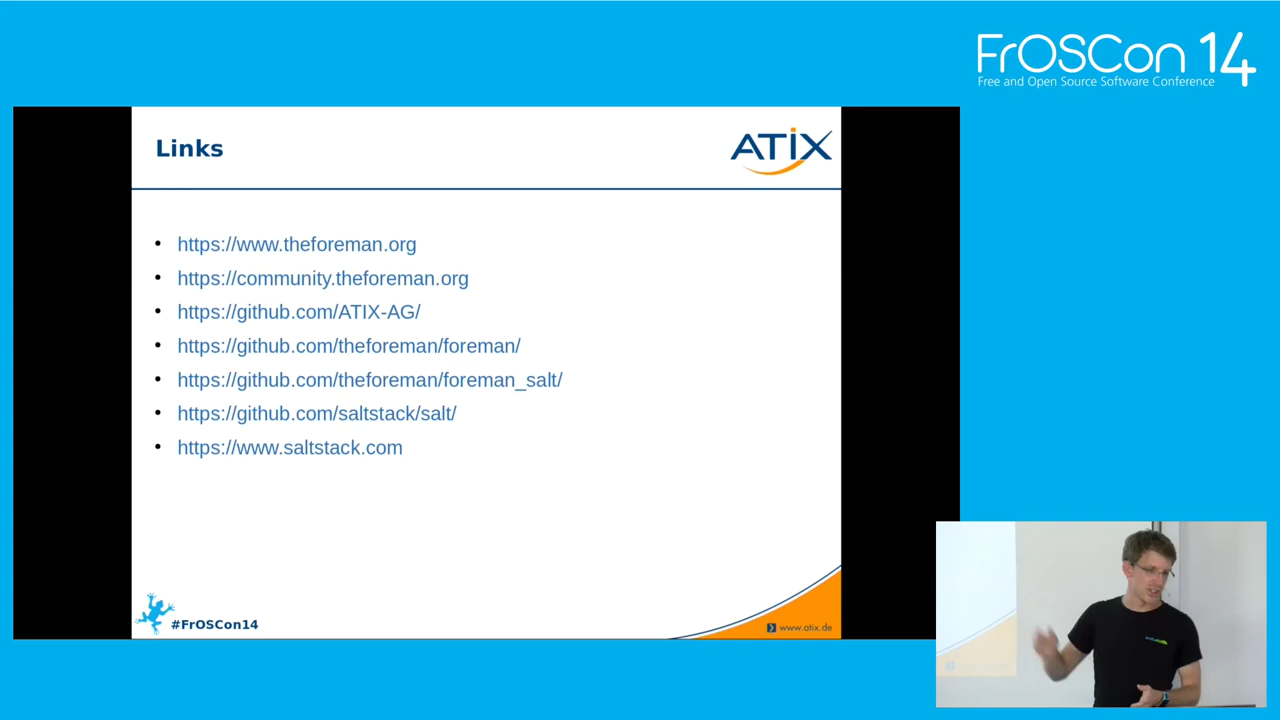 FrOSCon 14
Free and Open Source Software Conference
Links
ATIX
• https://www.theforeman.org
• https://community.theforeman.org
• https://github.com/ATIX-AG/
• https://github.com/theforeman/foreman/
• https://github.com/theforeman/foreman_salt/
• https://github.com/saltstack/salt/
• https://www.saltstack.com
#FrOSCon14
www.atix.de